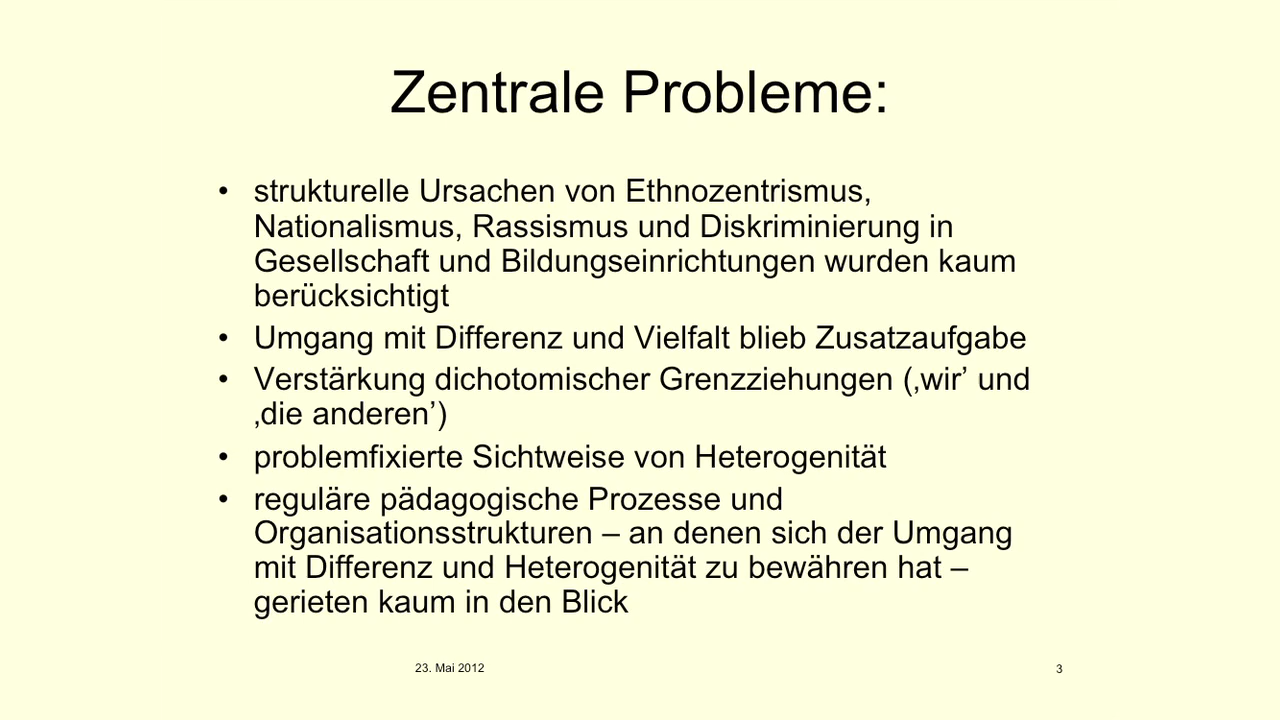 Zentrale Probleme:
• strukturelle Ursachen von Ethnozentrismus,
Nationalismus, Rassismus und Diskriminierung in
Gesellschaft und Bildungseinrichtungen wurden kaum
berücksichtigt
• Umgang mit Differenz und Vielfalt blieb Zusatzaufgabe
• Verstärkung dichotomischer Grenzziehungen (‚wir’ und
‚die anderen’)
• problemfixierte Sichtweise von Heterogenität
• reguläre pädagogische Prozesse und
Organisationsstrukturen – an denen sich der Umgang
mit Differenz und Heterogenität zu bewähren hat –
gerieten kaum in den Blick
23. Mai 2012
3